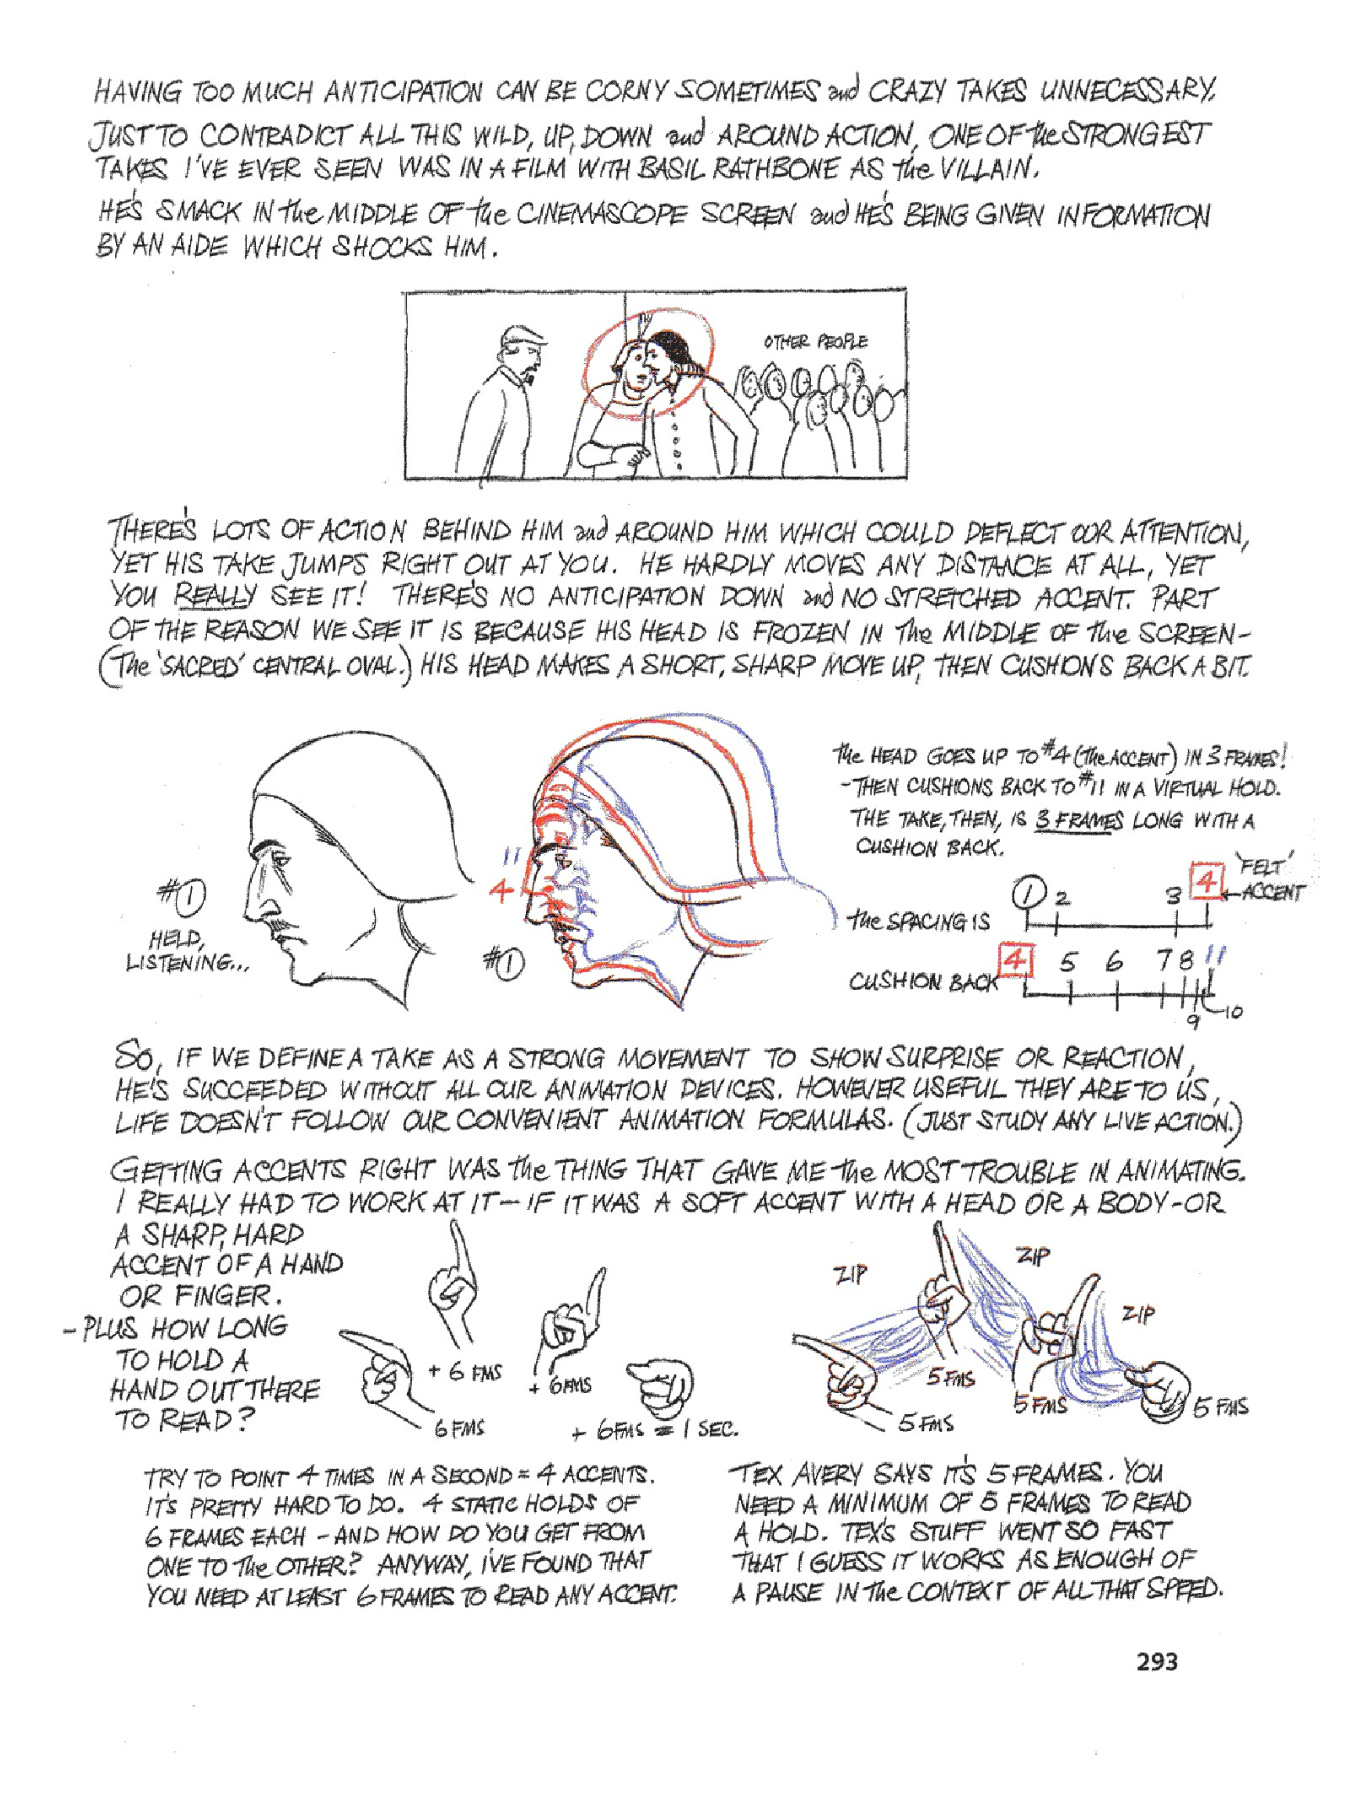 HAVING TOO MUCH ANTICIPATION CAN BE CORNY SOMETIMES and CRAZY TAKES UNNECESSARY.
JUST TO CONTRADICT ALL THIS WILD, UP, DOWN and AROUND ACTION, ONE OF the STRONGEST
TAKES I'VE EVER SEEN WAS IN A FILM WITH BASIL RATHBONE AS the VILLAIN.
HE'S SMACK IN the MIDDLE OF the CINEMASCOPE SCREEN and HE'S BEING GIVEN INFORMATION
BY AN AIDE WHICH SHOCKS HIM.
OTHER PEOPLE
THERE'S LOTS OF ACTION BEHIND HIM and AROUND HIM WHICH COULD DEFLECT OUR ATTENTION,
YET HIS TAKE JUMPS RIGHT OUT AT YOU. HE HARDLY MOVES ANY DISTANCE AT ALL, YET
YOU REALLY SEE IT! THERE'S NO ANTICIPATION DOWN and NO STRETCHED ACCENT. PART
OF THE REASON WE SEE IT IS BECAUSE HIS HEAD IS FROZEN IN the MIDDLE OF the SCREEN–
(The 'SACRED' CENTRAL OVAL.) HIS HEAD MAKES A SHORT, SHARP MOVE UP, THEN CUSHIONS BACK A BIT.
#1
HELD,
LISTENING...
11
4
#1
the HEAD GOES UP TO #4 (the ACCENT) IN 3 FRAMES!
– THEN CUSHIONS BACK TO #11 IN A VIRTUAL HOLD.
THE TAKE, THEN, IS 3 FRAMES LONG WITH A
CUSHION BACK.
the SPACING IS
1 2 3 4
'FELT'
ACCENT
CUSHION BACK
4 5 6 7 8 11
9 10
SO, IF WE DEFINE A TAKE AS A STRONG MOVEMENT TO SHOW SURPRISE OR REACTION,
HE'S SUCCEEDED WITHOUT ALL OUR ANIMATION DEVICES. HOWEVER USEFUL THEY ARE TO US,
LIFE DOESN'T FOLLOW OUR CONVENIENT ANIMATION FORMULAS. (JUST STUDY ANY LIVE ACTION.)
GETTING ACCENTS RIGHT WAS the THING THAT GAVE ME the MOST TROUBLE IN ANIMATING.
I REALLY HAD TO WORK AT IT – IF IT WAS A SOFT ACCENT WITH A HEAD OR A BODY – OR
A SHARP, HARD
ACCENT OF A HAND
OR FINGER.
– PLUS HOW LONG
TO HOLD A
HAND OUT THERE
TO READ?
6 FMS
+ 6 FMS
+ 6 FMS
+ 6 FMS = 1 SEC.
ZIP
ZIP
ZIP
5 FMS
5 FMS
5 FMS
5 FMS
TRY TO POINT 4 TIMES IN A SECOND = 4 ACCENTS.
IT'S PRETTY HARD TO DO. 4 STATIC HOLDS OF
6 FRAMES EACH – AND HOW DO YOU GET FROM
ONE TO the OTHER? ANYWAY, I'VE FOUND THAT
YOU NEED AT LEAST 6 FRAMES TO READ ANY ACCENT.
TEX AVERY SAYS IT'S 5 FRAMES. YOU
NEED A MINIMUM OF 5 FRAMES TO READ
A HOLD. TEX'S STUFF WENT SO FAST
THAT I GUESS IT WORKS AS ENOUGH OF
A PAUSE IN the CONTEXT OF ALL THAT SPEED.
293